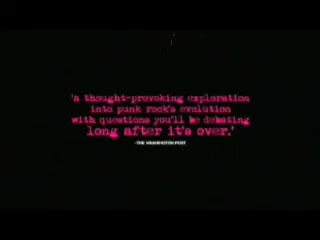 'a thought-provoking exploration
into punk rock's evolution
with questions you'll be debating
long after it's over.'
-THE WASHINGTON POST